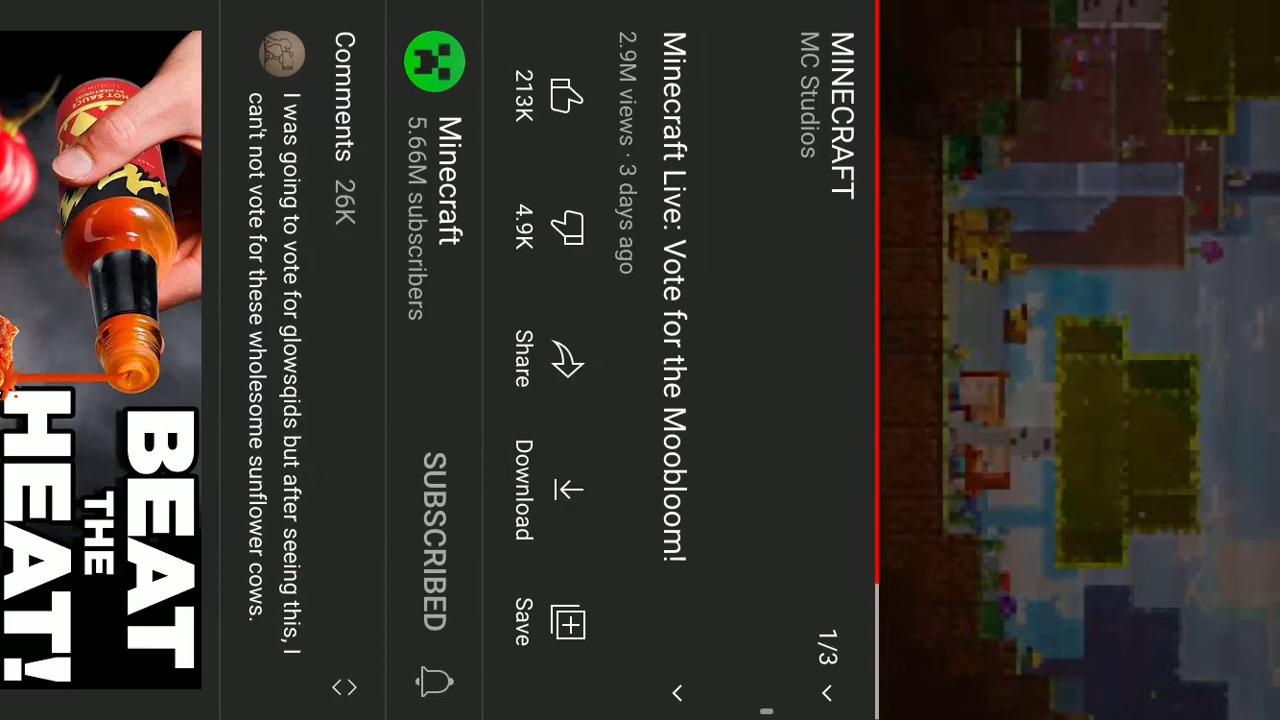 MINECRAFT
MC Studios
1/3
Minecraft Live: Vote for the Moobloom!
2.9M views · 3 days ago
213K
4.9K
Share
Download
Save
Minecraft
5.66M subscribers
SUBSCRIBED
Comments 26K
I was going to vote for glowsqids but after seeing this, I
can't not vote for these wholesome sunflower cows.
HOT SAUCE
BEAT
THE
HEAT!